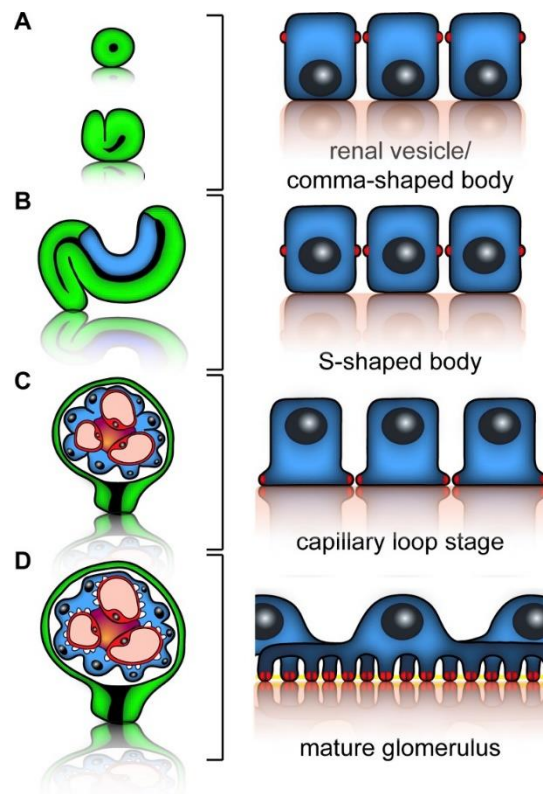 A
renal vesicle/
comma-shaped body
B
S-shaped body
C
capillary loop stage
D
mature glomerulus